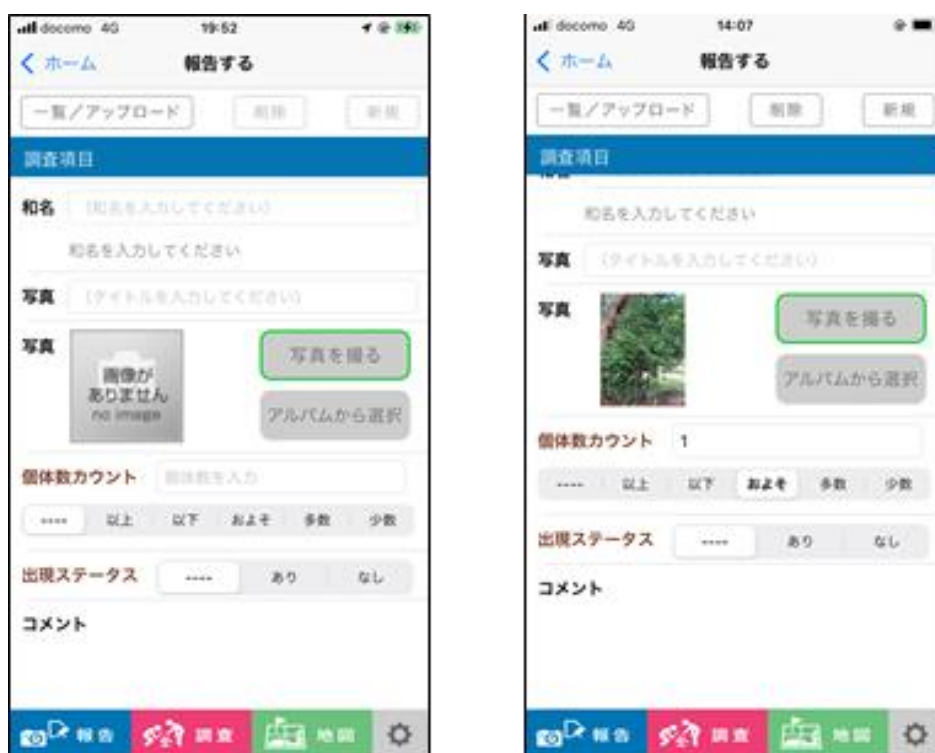 docomo 4G 19:52
ホーム 報告する
一覧／アップロード 削除 新規
調査項目
和名 (和名を入力してください)
和名を入力してください
写真 (タイトルを入力してください)
写真
画像が
ありません
no image
写真を撮る
アルバムから選択
個体数カウント 個体数を入力
---- 以上 以下 およそ 多数 少数
出現ステータス ---- あり なし
コメント
報告 調査 地図
docomo 4G 14:07
ホーム 報告する
一覧／アップロード 削除 新規
調査項目
和名を入力してください
写真 (タイトルを入力してください)
写真
写真を撮る
アルバムから選択
個体数カウント 1
---- 以上 以下 およそ 多数 少数
出現ステータス ---- あり なし
コメント
報告 調査 地図